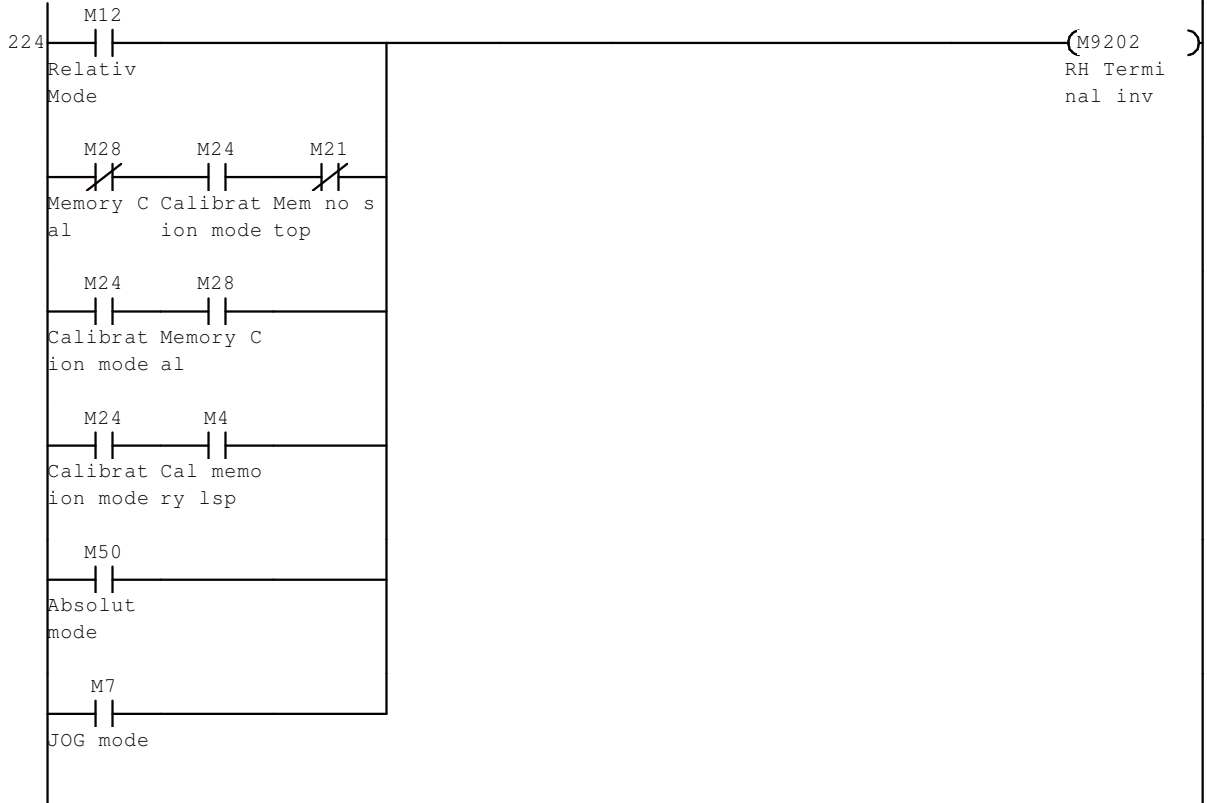 M12
224
M9202
Relativ
Mode
RH Termi
nal inv
M28 M24 M21
Memory C Calibrat Mem no s
al ion mode top
M24 M28
Calibrat Memory C
ion mode al
M24 M4
Calibrat Cal memo
ion mode ry lsp
M50
Absolut
mode
M7
JOG mode